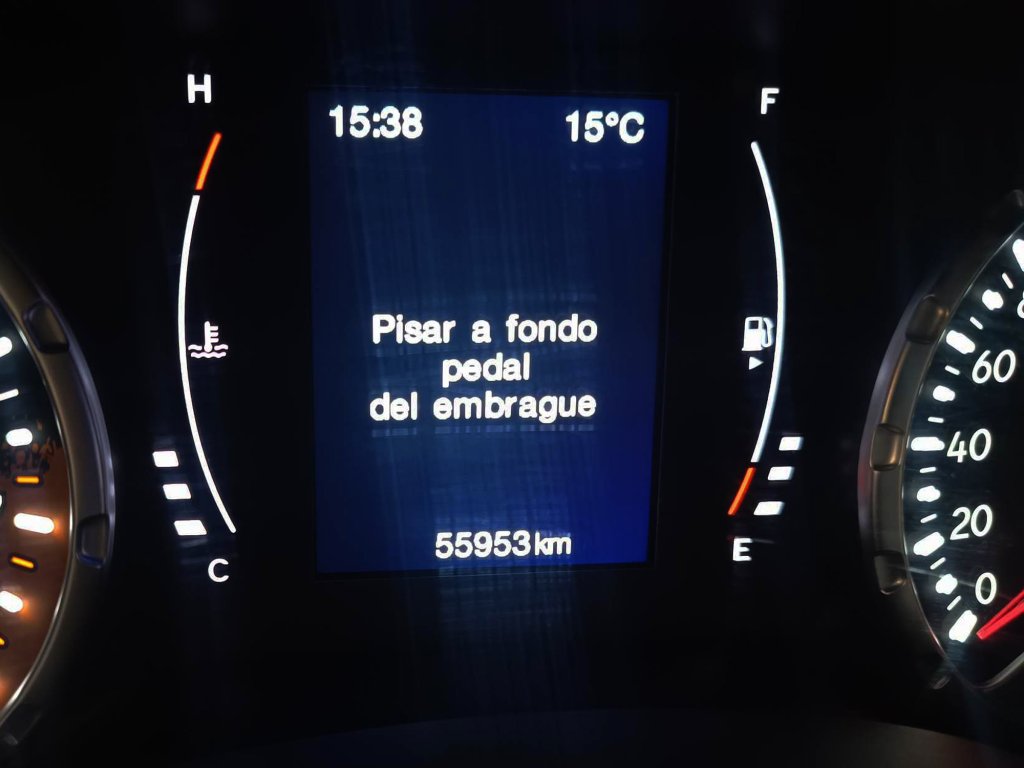 H
F
15:38
15°C
Pisar a fondo
pedal
del embrague
55953km
C
E
60
40
20
0